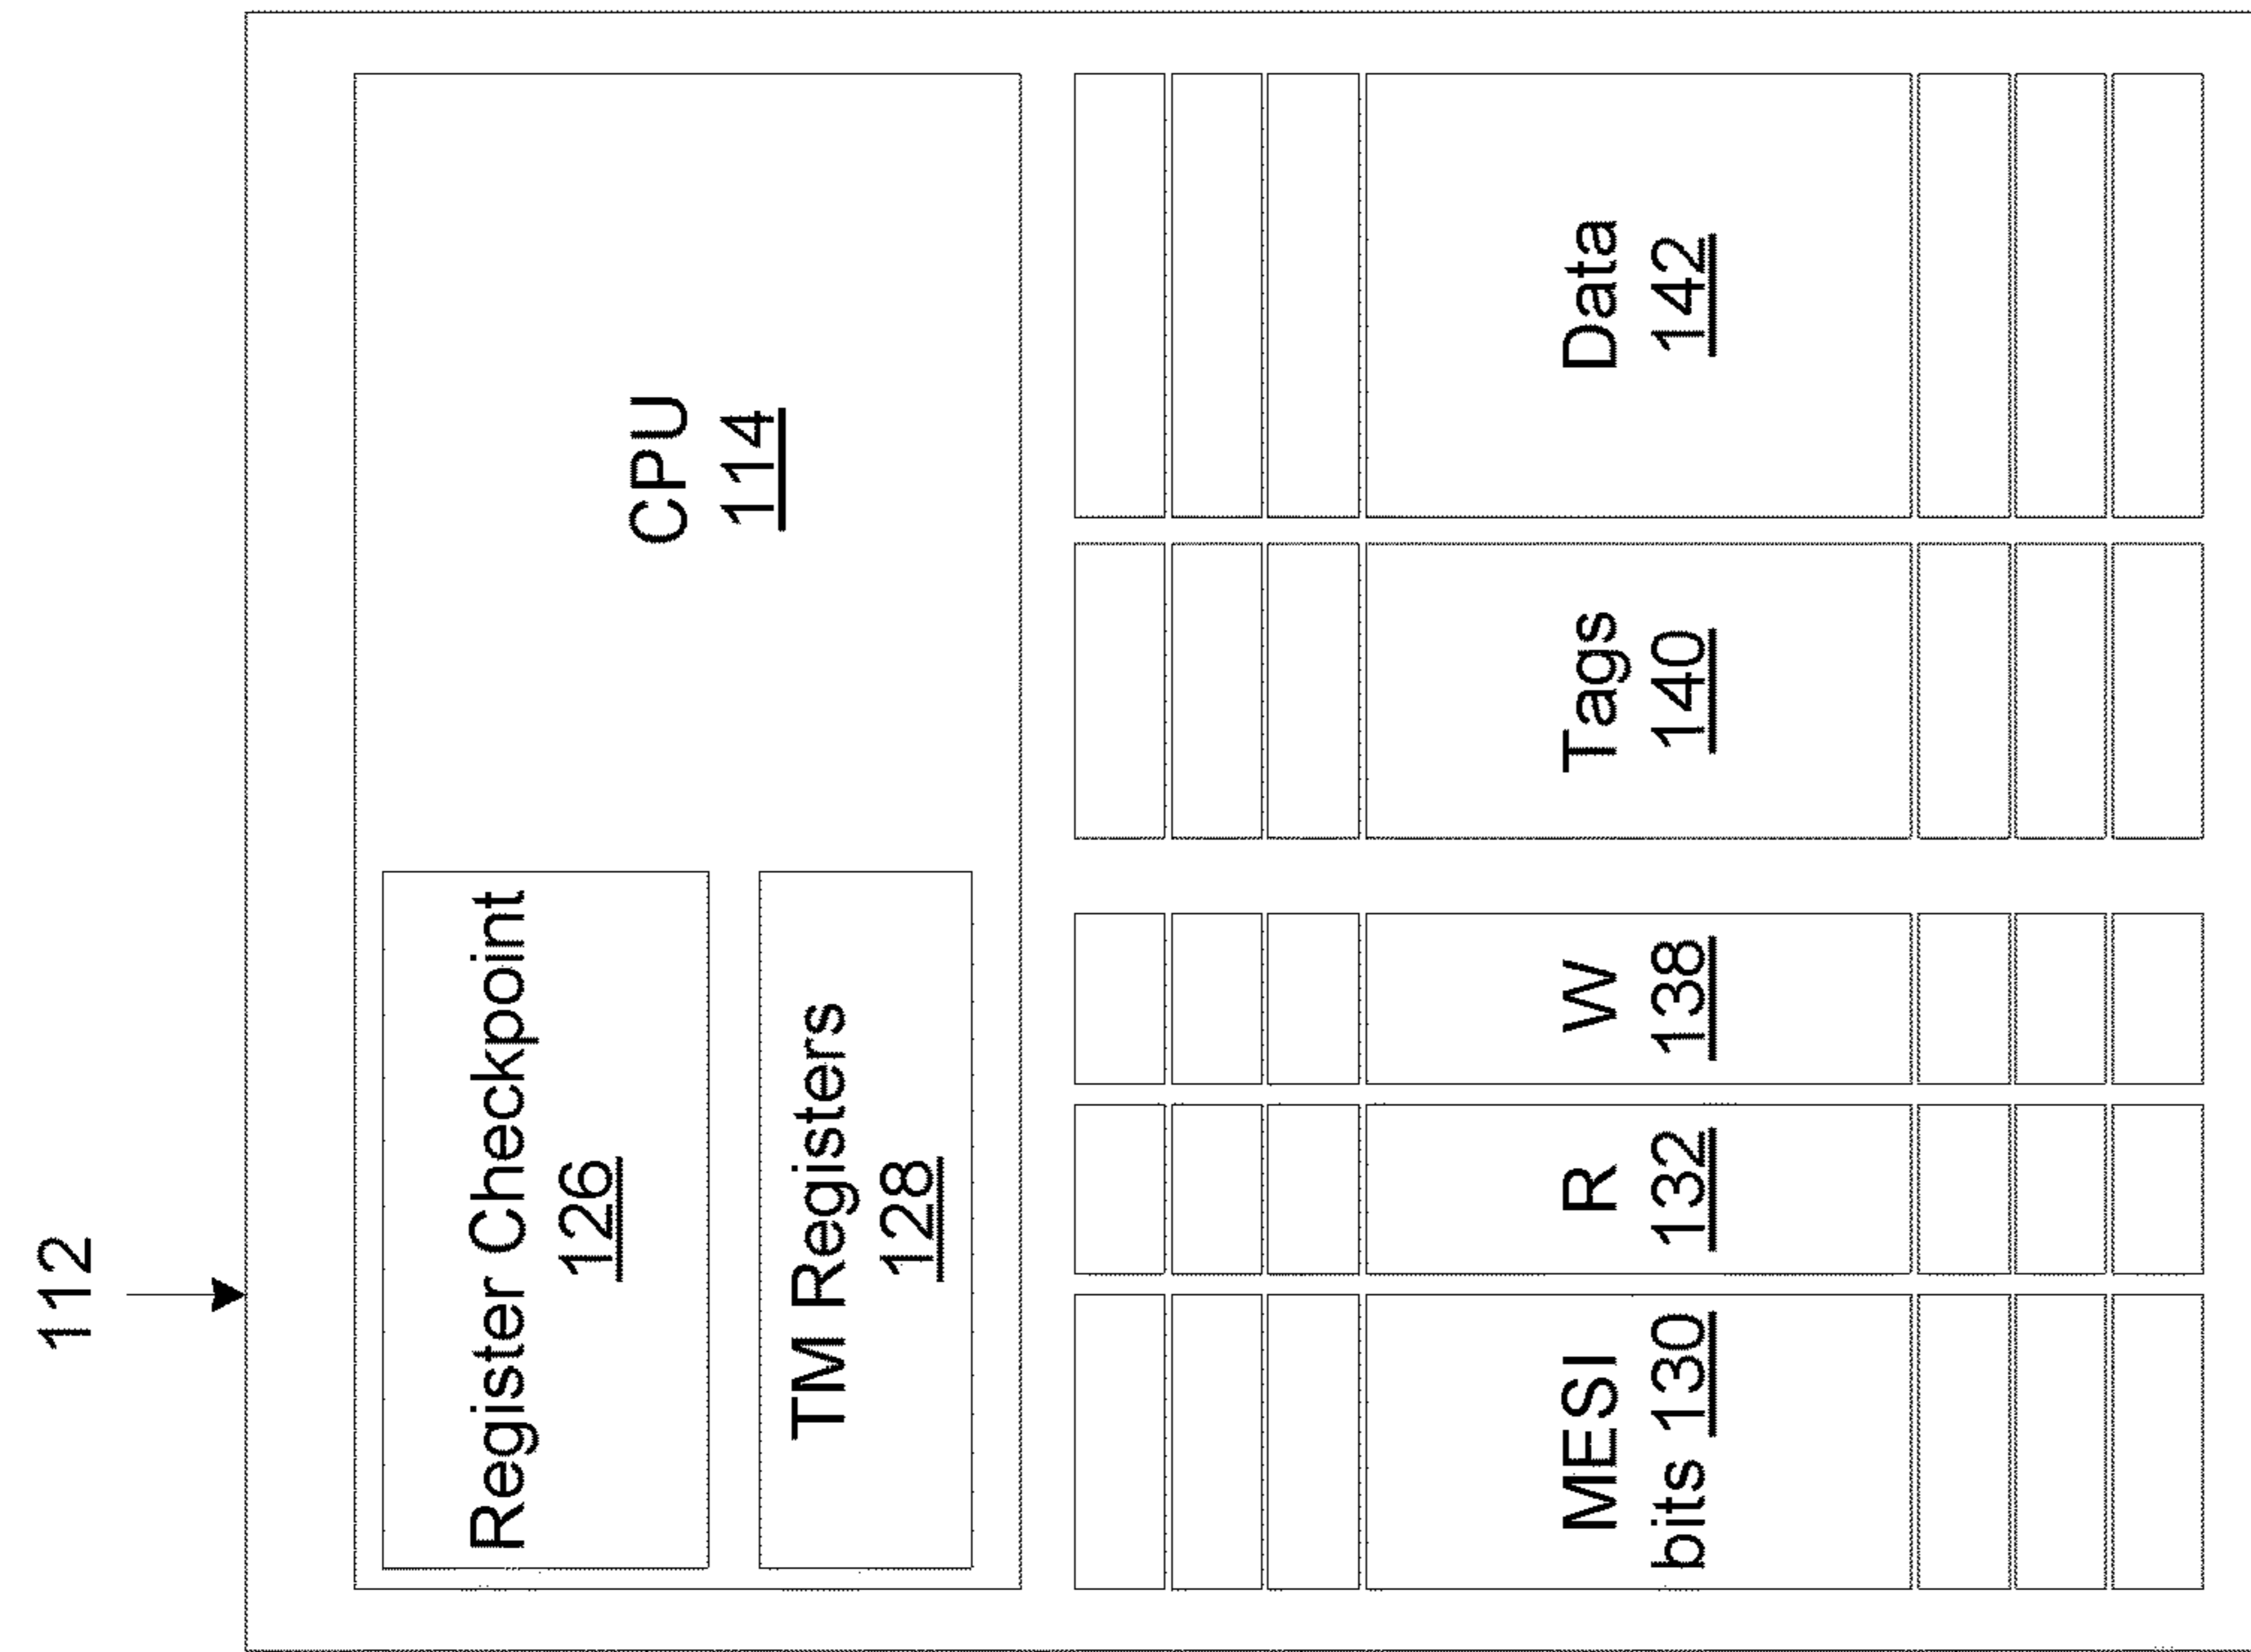 112
Register Checkpoint
126
TM Registers
128
CPU
114
MESI
bits 130
R
132
W
138
Tags
140
Data
142